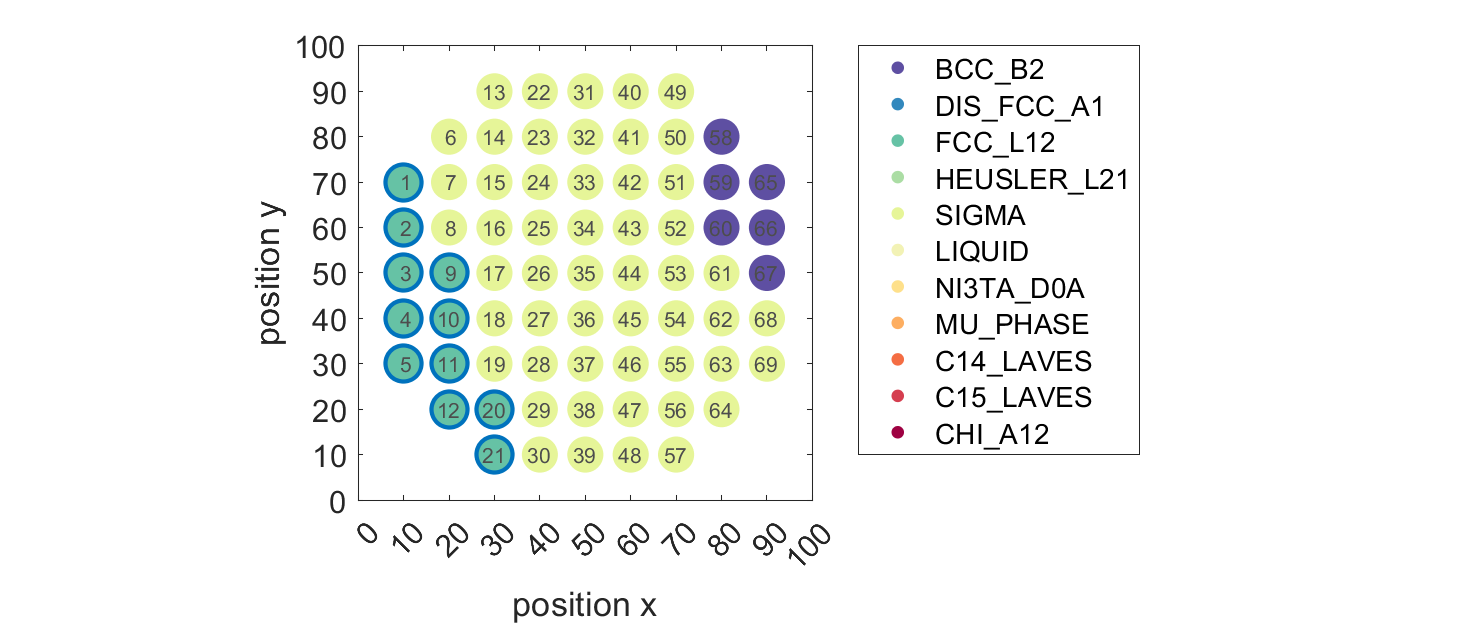 100
90
80
70
60
50
40
30
20
10
0
position y
13 22 31 40 49
6 14 23 32 41 50 58
1 7 15 24 33 42 51 59 65
2 8 16 25 34 43 52 60 66
3 9 17 26 35 44 53 61 67
4 10 18 27 36 45 54 62 68
5 11 19 28 37 46 55 63 69
12 20 29 38 47 56 64
21 30 39 48 57
0 10 20 30 40 50 60 70 80 90 100
position x
BCC_B2
DIS_FCC_A1
FCC_L12
HEUSLER_L21
SIGMA
LIQUID
NI3TA_D0A
MU_PHASE
C14_LAVES
C15_LAVES
CHI_A12